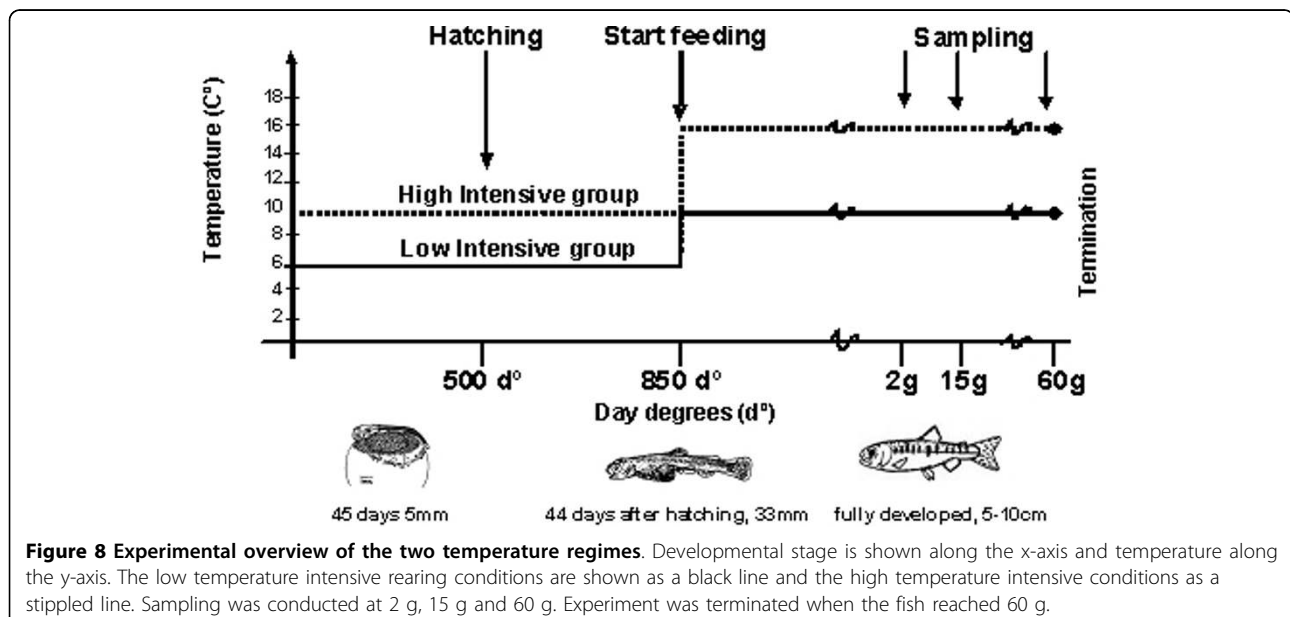 Hatching Start feeding Sampling
Temperature (C°)
18
16
14
12
10
8
6
4
2
High Intensive group
Low Intensive group
Termination
500 d° 850 d° 2g 15g 60g
Day degrees (d°)
45 days 5mm 44 days after hatching, 33mm fully developed, 5-10cm
Figure 8 Experimental overview of the two temperature regimes. Developmental stage is shown along the x-axis and temperature along
the y-axis. The low temperature intensive rearing conditions are shown as a black line and the high temperature intensive conditions as a
stippled line. Sampling was conducted at 2 g, 15 g and 60 g. Experiment was terminated when the fish reached 60 g.